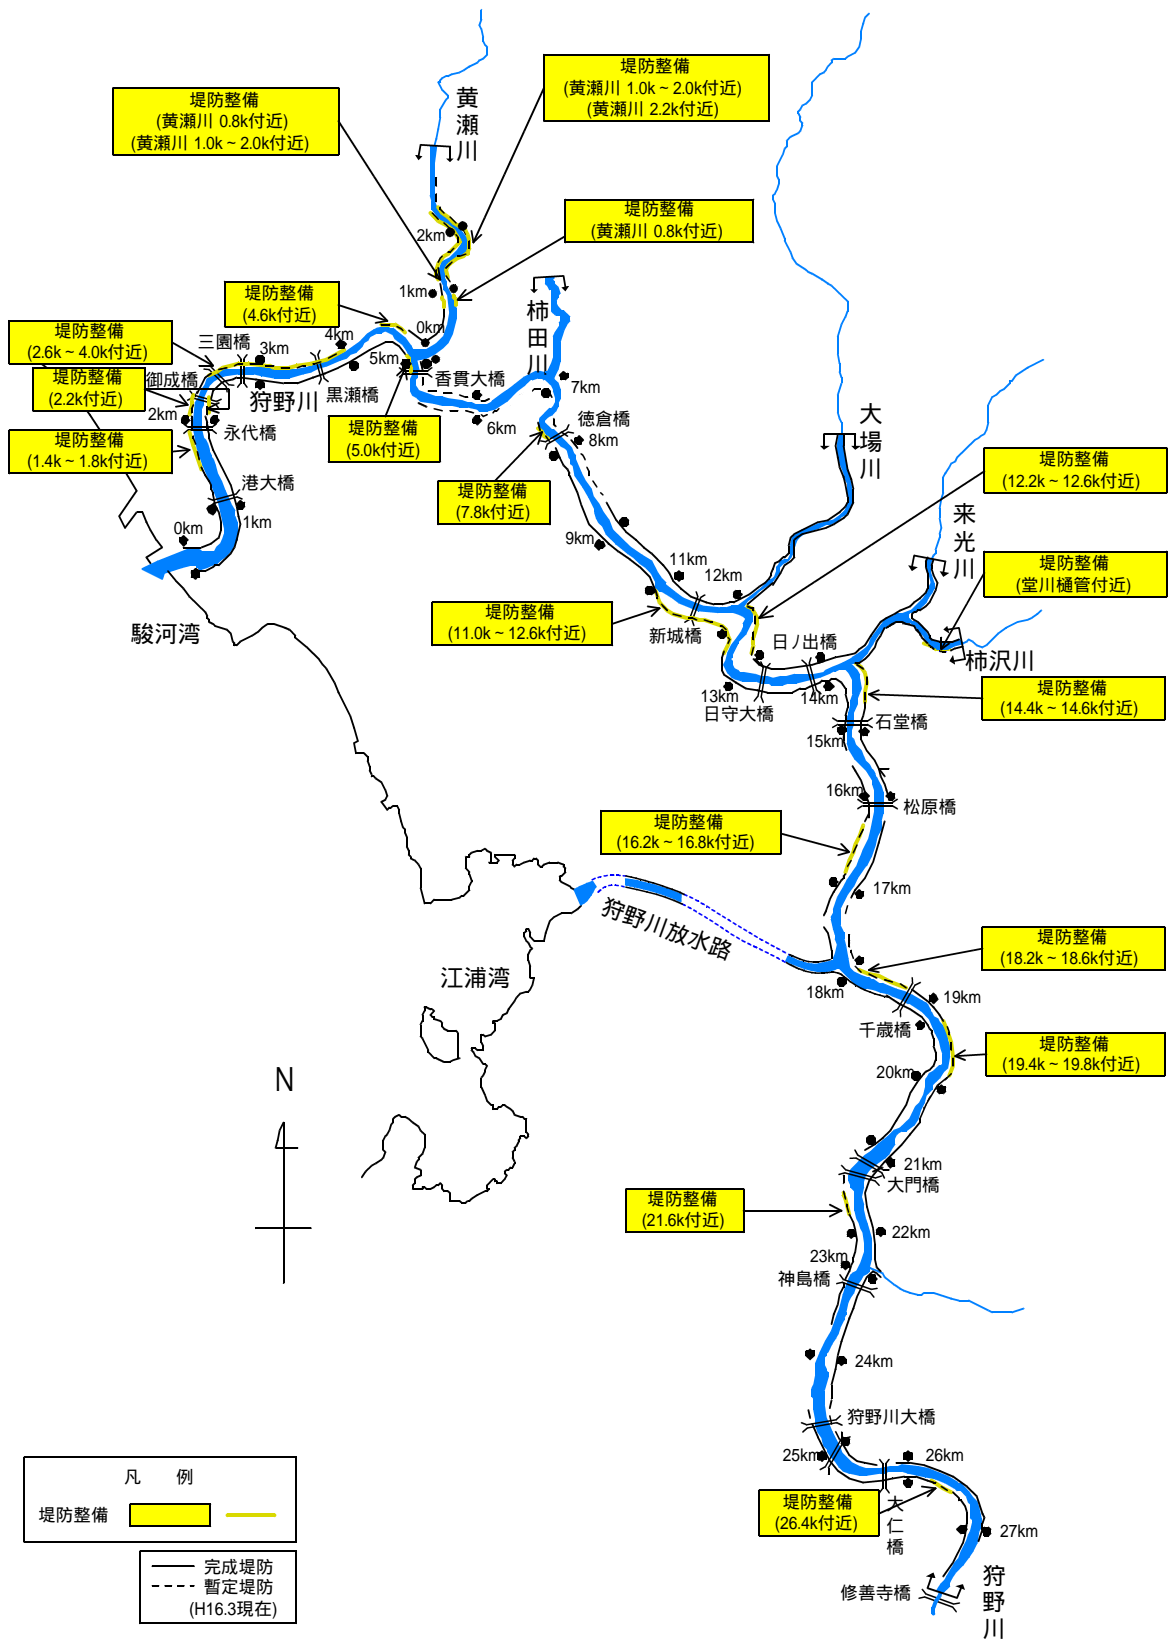 堤防整備
(黄瀬川 1.0k～2.0k付近)
(黄瀬川 2.2k付近)
堤防整備
(黄瀬川 0.8k付近)
(黄瀬川 1.0k～2.0k付近)
黄瀬川
堤防整備
(黄瀬川 0.8k付近)
2km
1km
0km
堤防整備
(4.6k付近)
柿田川
堤防整備
(2.6k～4.0k付近)
三園橋
3km
4km
5km
香貫大橋
7km
堤防整備
(2.2k付近)
御成橋
狩野川
黒瀬橋
2km
永代橋
6km
徳倉橋
8km
大場川
堤防整備
(1.4k～1.8k付近)
堤防整備
(5.0k付近)
堤防整備
(12.2k～12.6k付近)
港大橋
堤防整備
(7.8k付近)
0km
1km
9km
来光川
11km
12km
堤防整備
(堂川樋管付近)
駿河湾
堤防整備
(11.0k～12.6k付近)
新城橋
日ノ出橋
柿沢川
13km
日守大橋
14km
堤防整備
(14.4k～14.6k付近)
石堂橋
15km
16km
松原橋
堤防整備
(16.2k～16.8k付近)
17km
狩野川放水路
堤防整備
(18.2k～18.6k付近)
江浦湾
18km
19km
千歳橋
堤防整備
(19.4k～19.8k付近)
N
20km
21km
大門橋
堤防整備
(21.6k付近)
22km
23km
神島橋
24km
狩野川大橋
25km
26km
堤防整備
(26.4k付近)
大仁橋
27km
修善寺橋
狩野川
凡 例
堤防整備
完成堤防
暫定堤防
(H16.3現在)